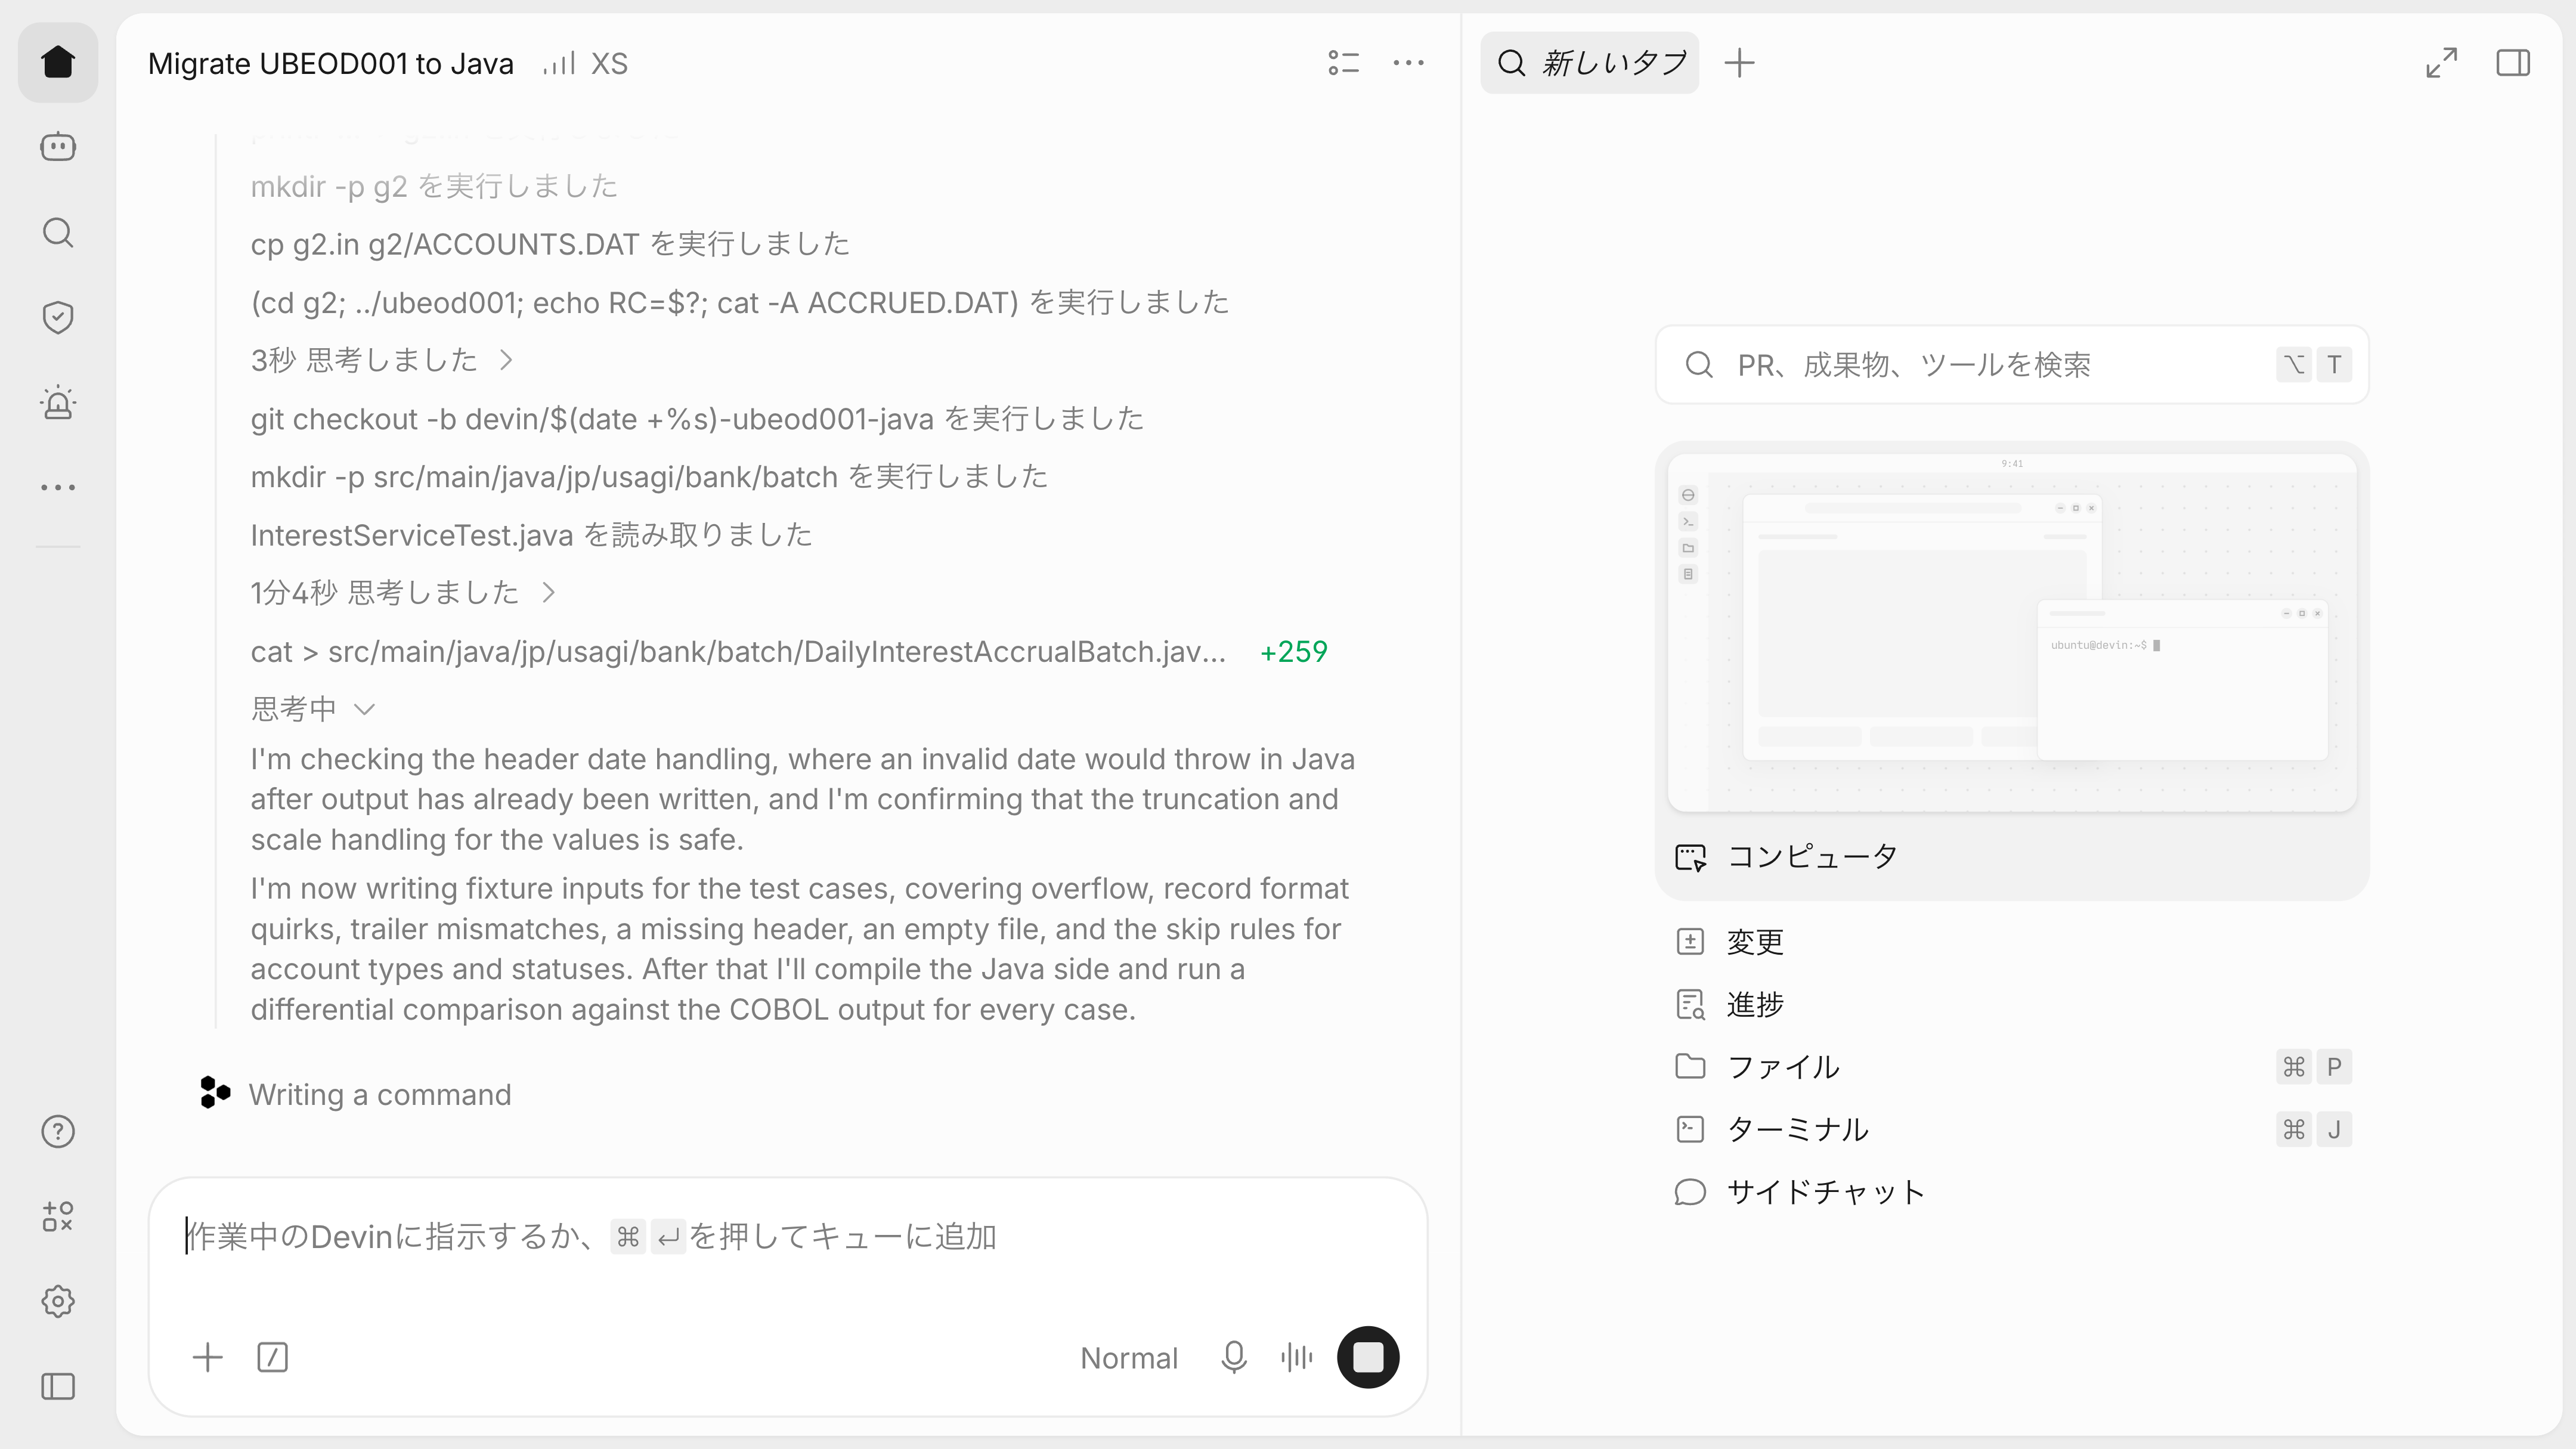 Migrate UBEOD001 to Java
XS
mkdir -p g2 を実行しました
cp g2.in g2/ACCOUNTS.DAT を実行しました
(cd g2; ../ubeod001; echo RC=$?; cat -A ACCRUED.DAT) を実行しました
3秒 思考しました
git checkout -b devin/$(date +%s)-ubeod001-java を実行しました
mkdir -p src/main/java/jp/usagi/bank/batch を実行しました
InterestServiceTest.java を読み取りました
1分4秒 思考しました
cat > src/main/java/jp/usagi/bank/batch/DailyInterestAccrualBatch.jav... +259
思考中
I'm checking the header date handling, where an invalid date would throw in Java
after output has already been written, and I'm confirming that the truncation and
scale handling for the values is safe.
I'm now writing fixture inputs for the test cases, covering overflow, record format
quirks, trailer mismatches, a missing header, an empty file, and the skip rules for
account types and statuses. After that I'll compile the Java side and run a
differential comparison against the COBOL output for every case.
Writing a command
作業中のDevinに指示するか、⌘↵を押してキューに追加
Normal
新しいタブ
PR、成果物、ツールを検索 ⌥ T
9:41
ubuntu@devin:~$
コンピュータ
変更
進捗
ファイル ⌘ P
ターミナル ⌘ J
サイドチャット